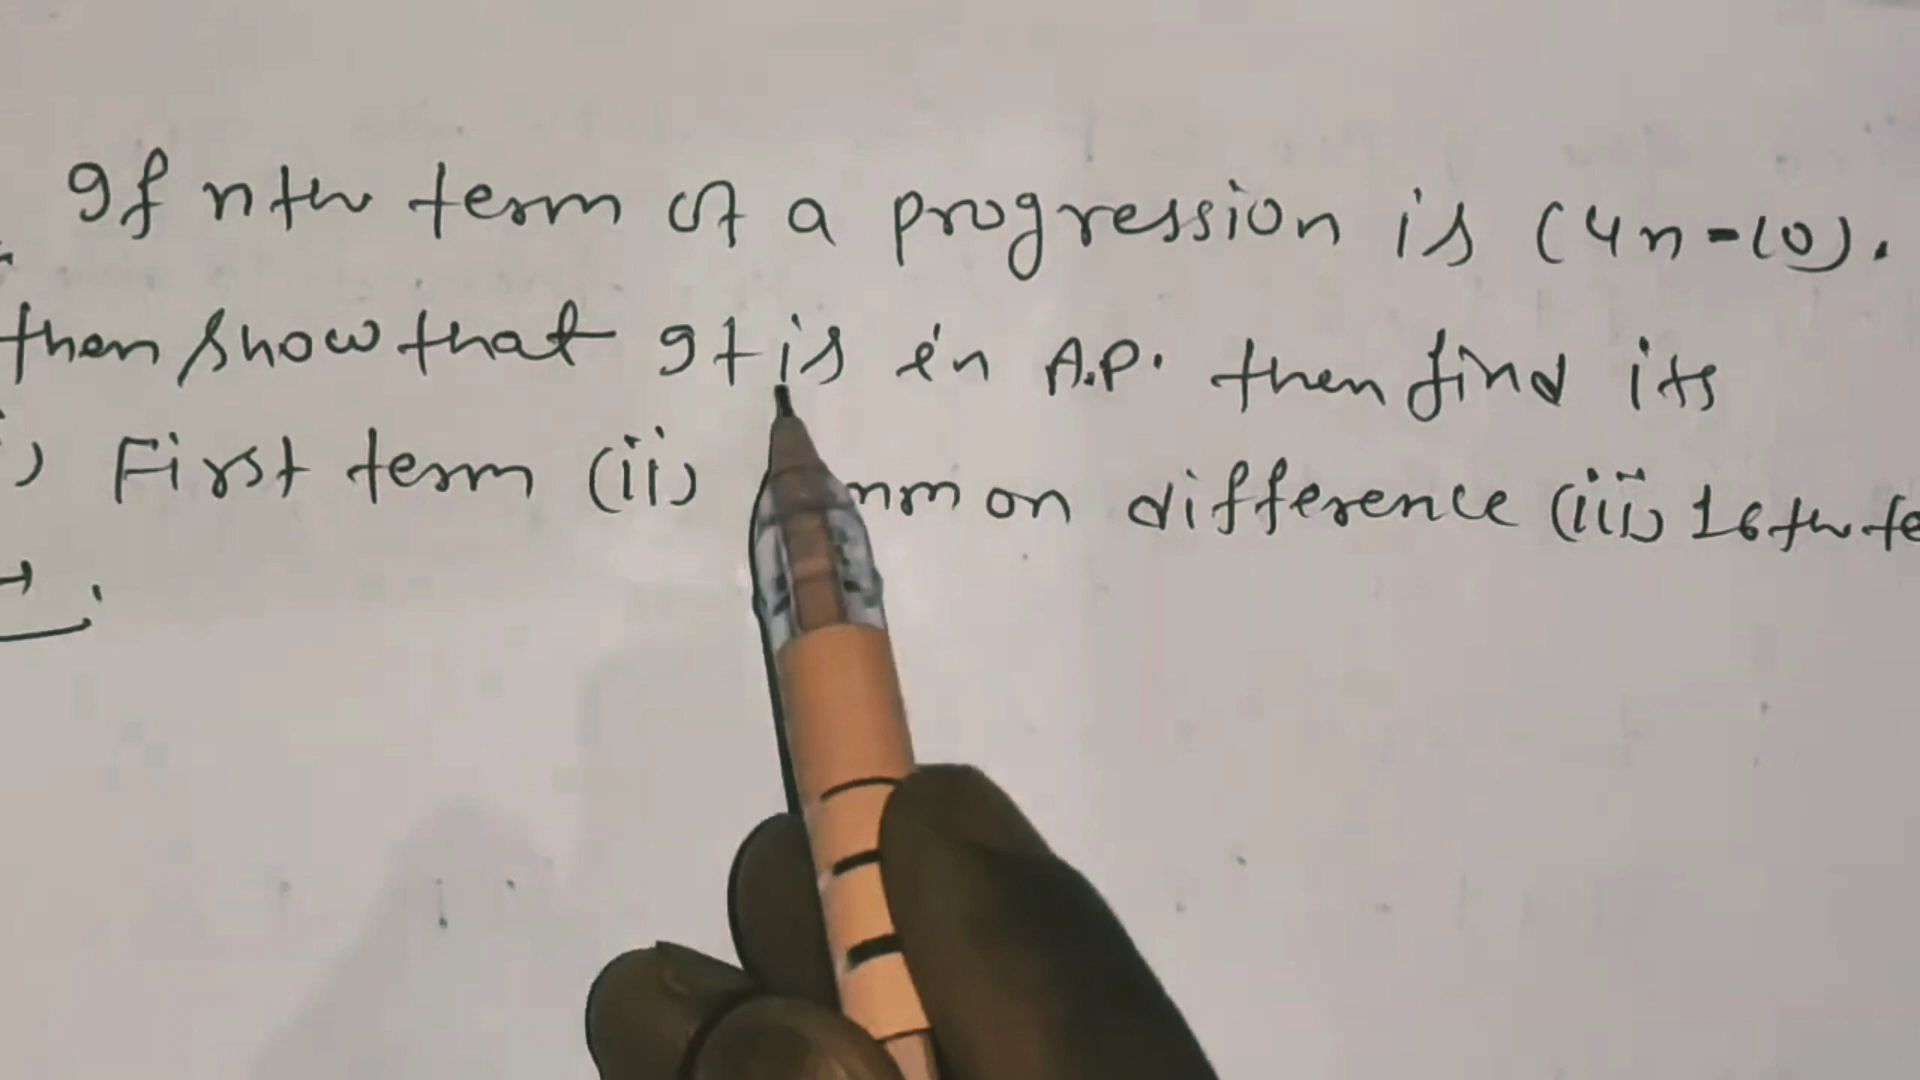 If nth term of a progression is (4n-10).
then show that It is in A.P. then find its
) First term (ii) mmon difference (iii) 16th te